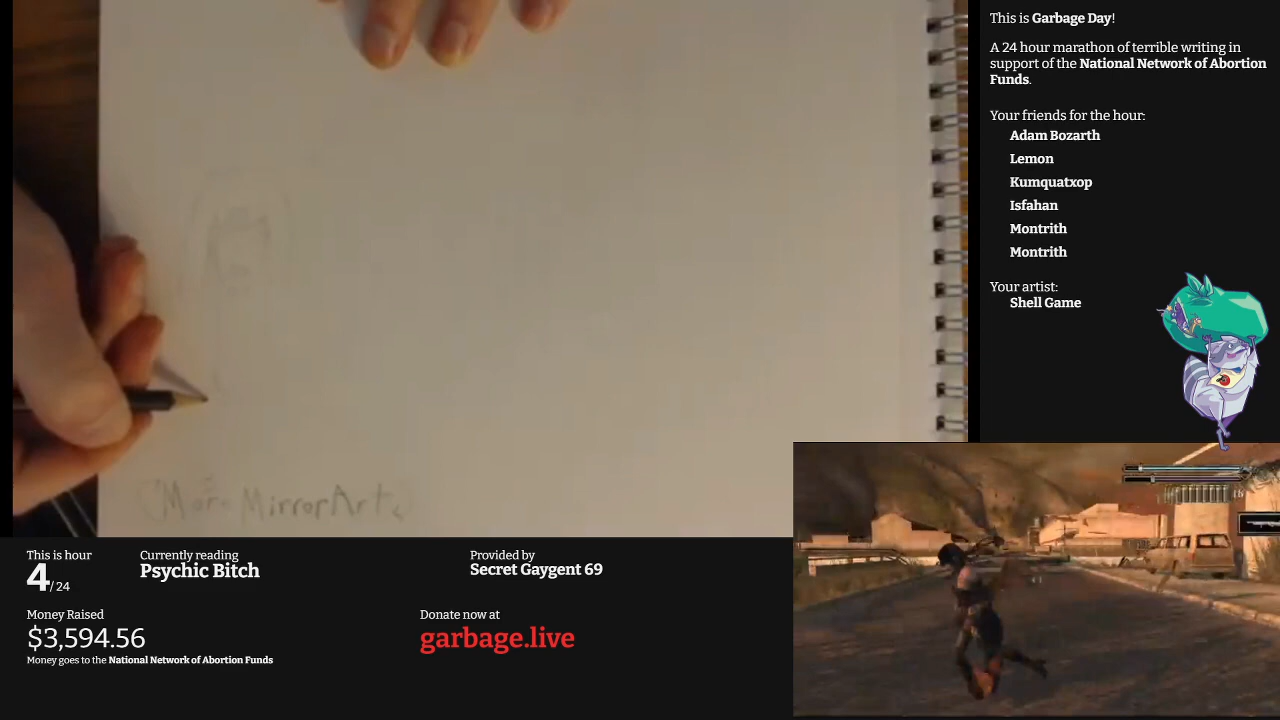 This is Garbage Day!
A 24 hour marathon of terrible writing in
support of the National Network of Abortion
Funds.
Your friends for the hour:
Adam Bozarth
Lemon
Kumquatxop
Isfahan
Montrith
Montrith
Your artist:
Shell Game
(More MirrorArt)
This is hour
4/ 24
Currently reading
Psychic Bitch
Provided by
Secret Gaygent 69
Money Raised
$3,594.56
Money goes to the National Network of Abortion Funds
Donate now at
garbage.live